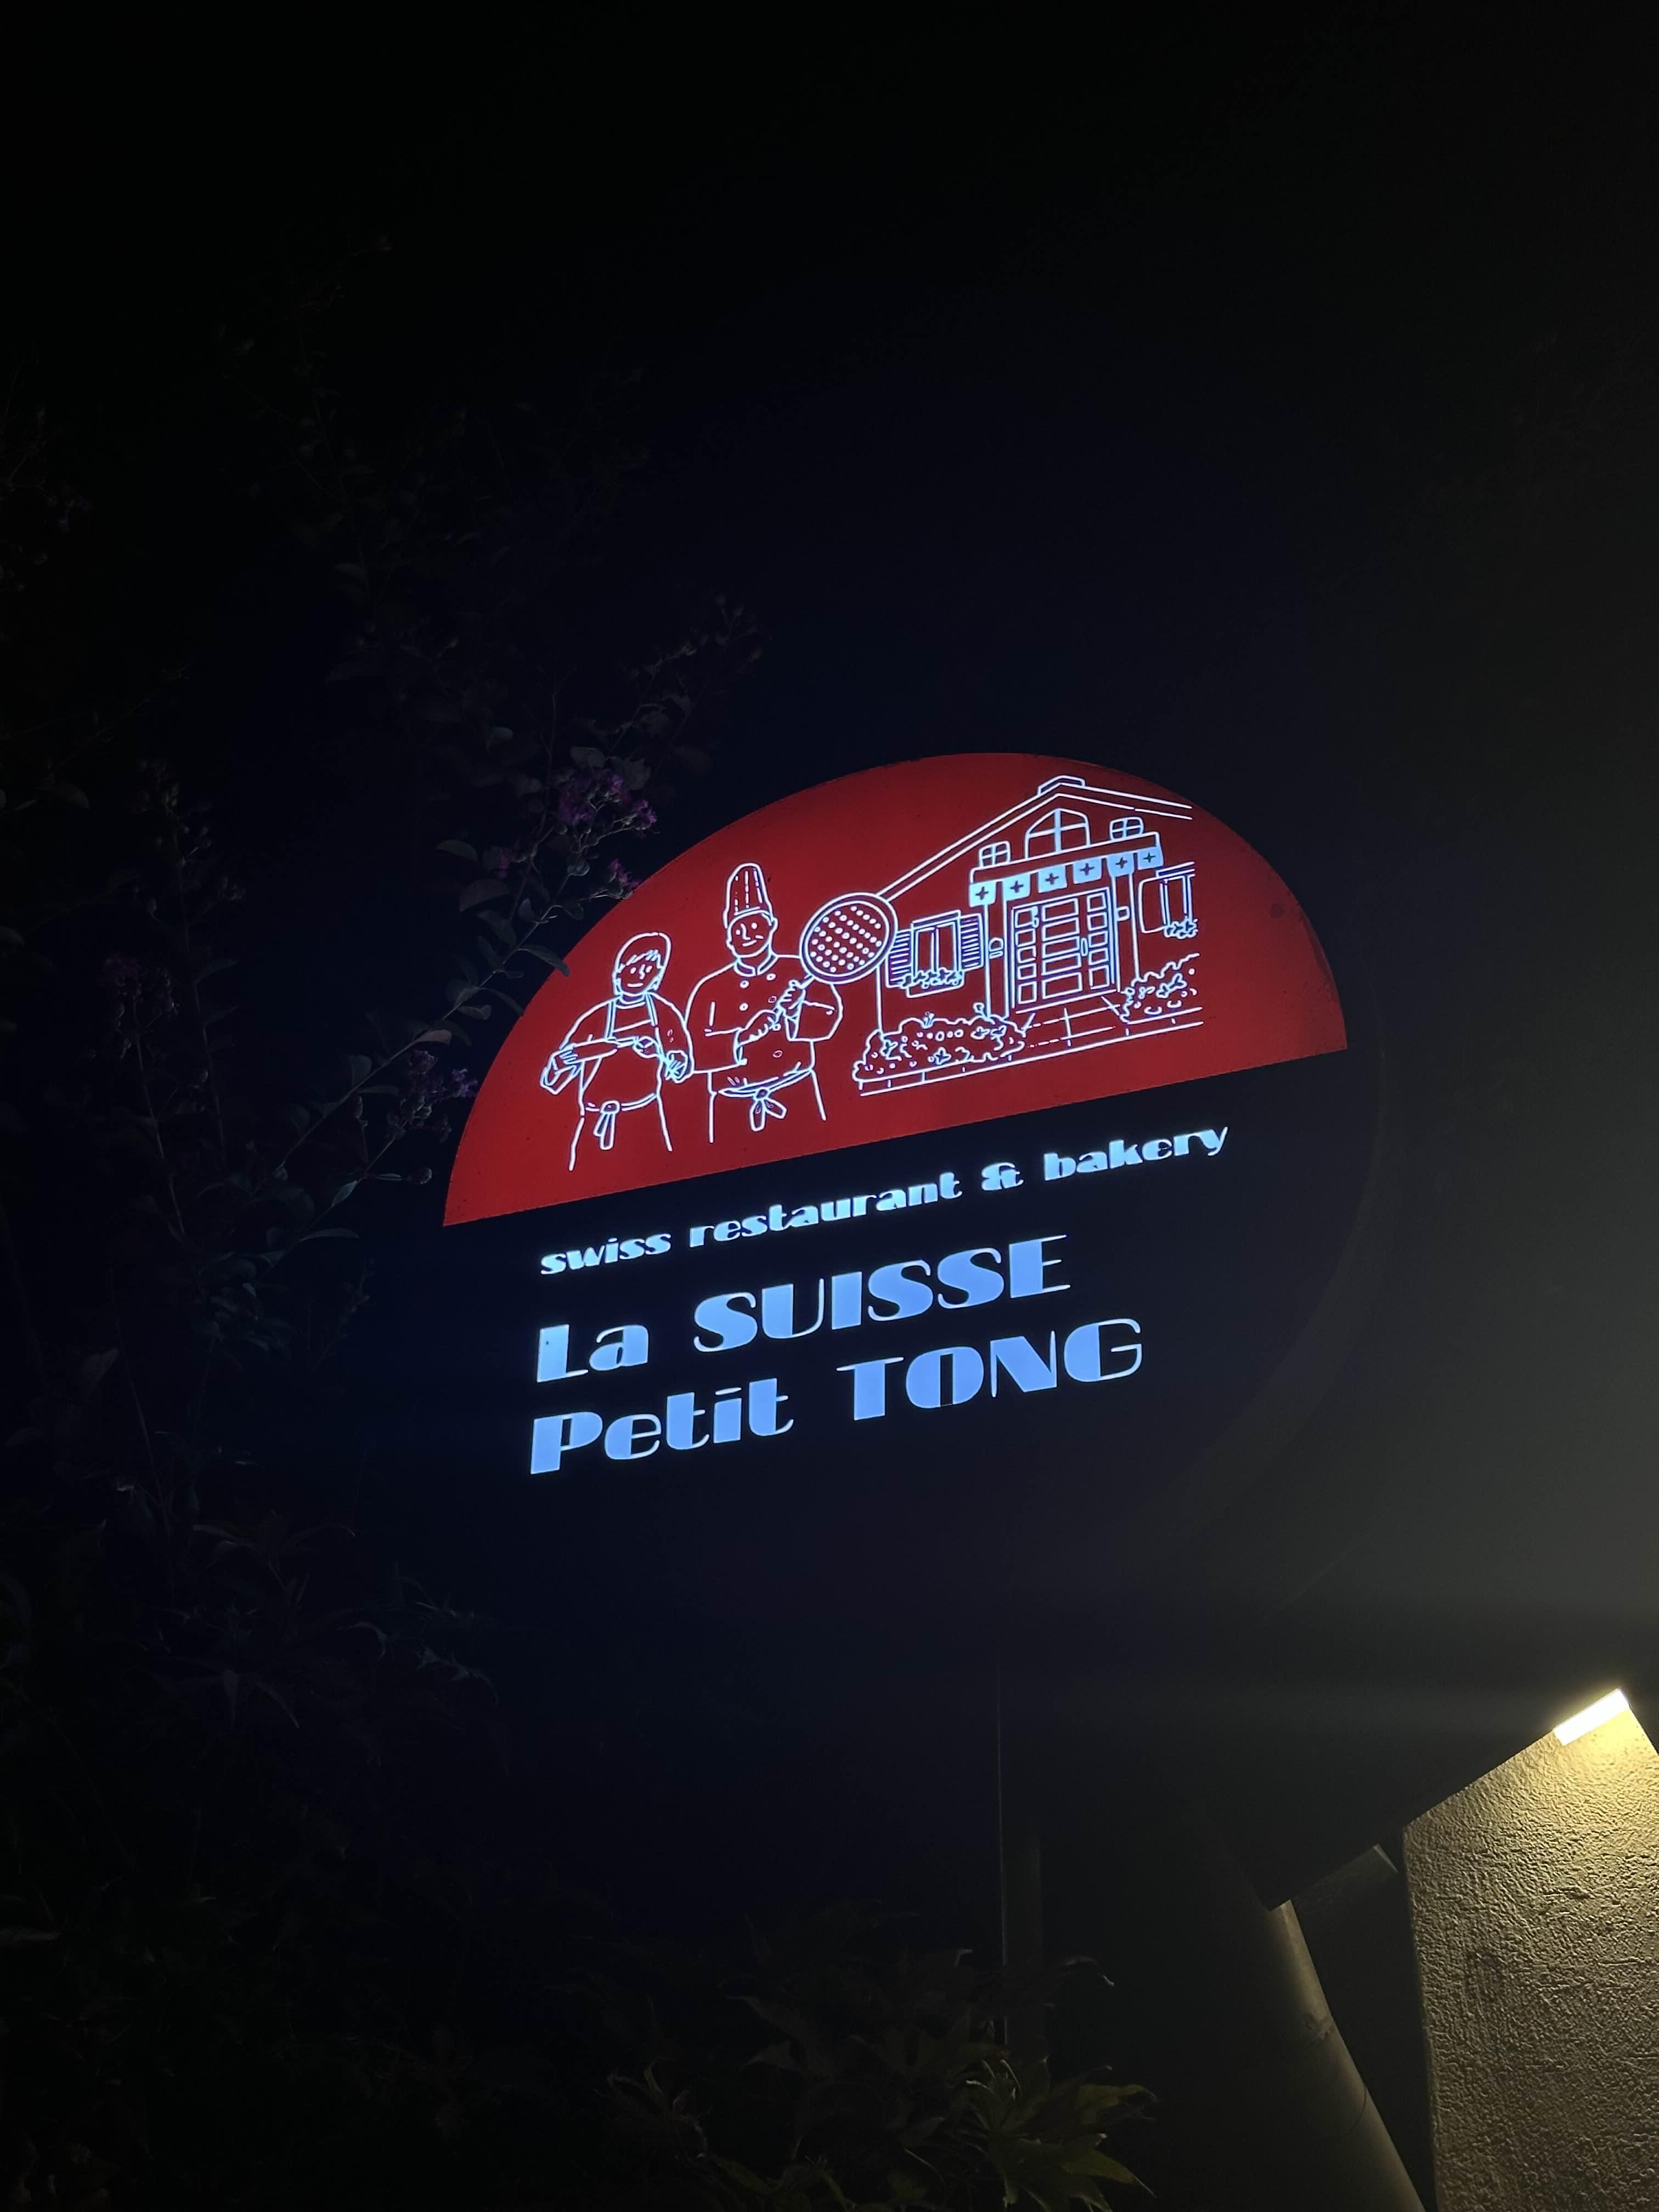 swiss restaurant & bakery
La SUISSE
Petit TONG